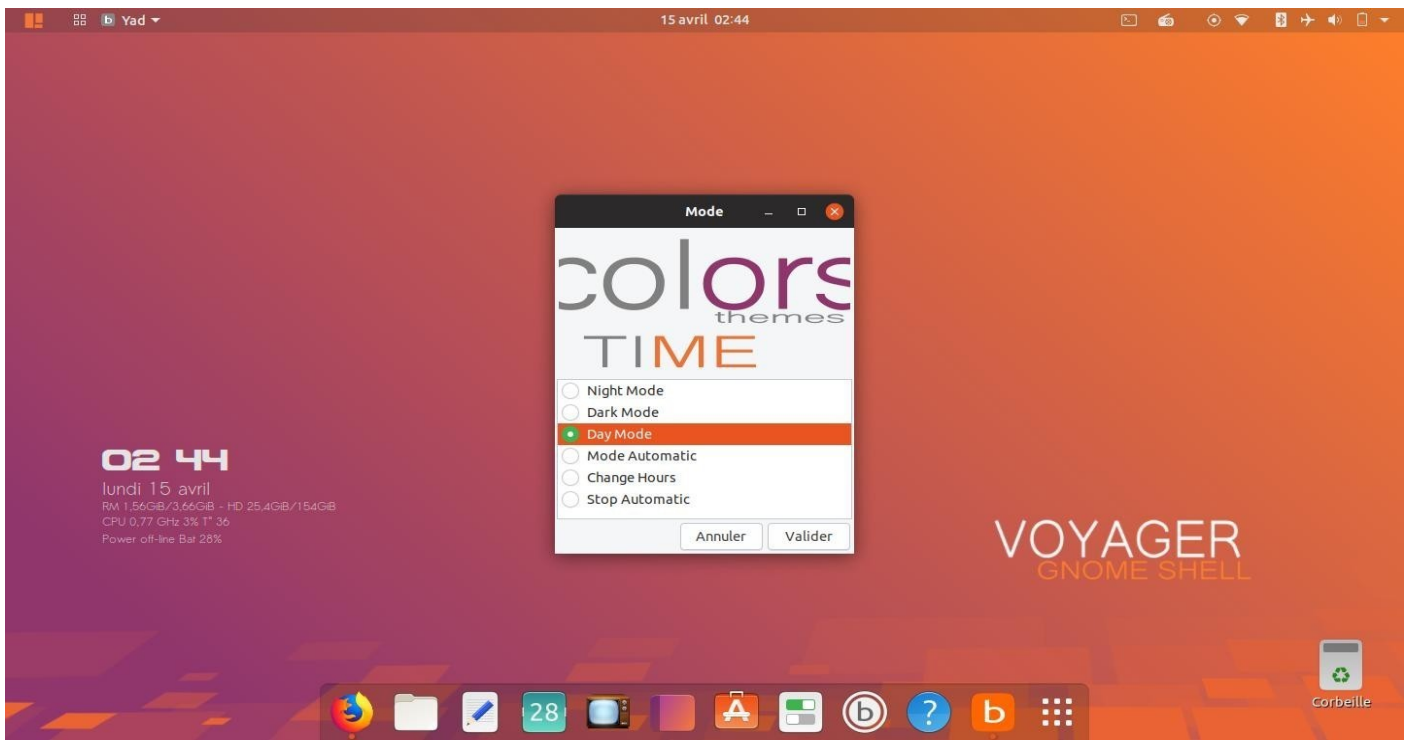 Yad
15 avril 02:44
Mode
colors
themes
TIME
Night Mode
Dark Mode
Day Mode
Mode Automatic
Change Hours
Stop Automatic
Annuler Valider
02 44
lundi 15 avril
RM 1,56GiB/3,66GiB - HD 25,4GiB/154GiB
CPU 0,77 GHz 3% T° 36
Power off-line Bat 28%
VOYAGER
GNOME SHELL
28
Corbeille